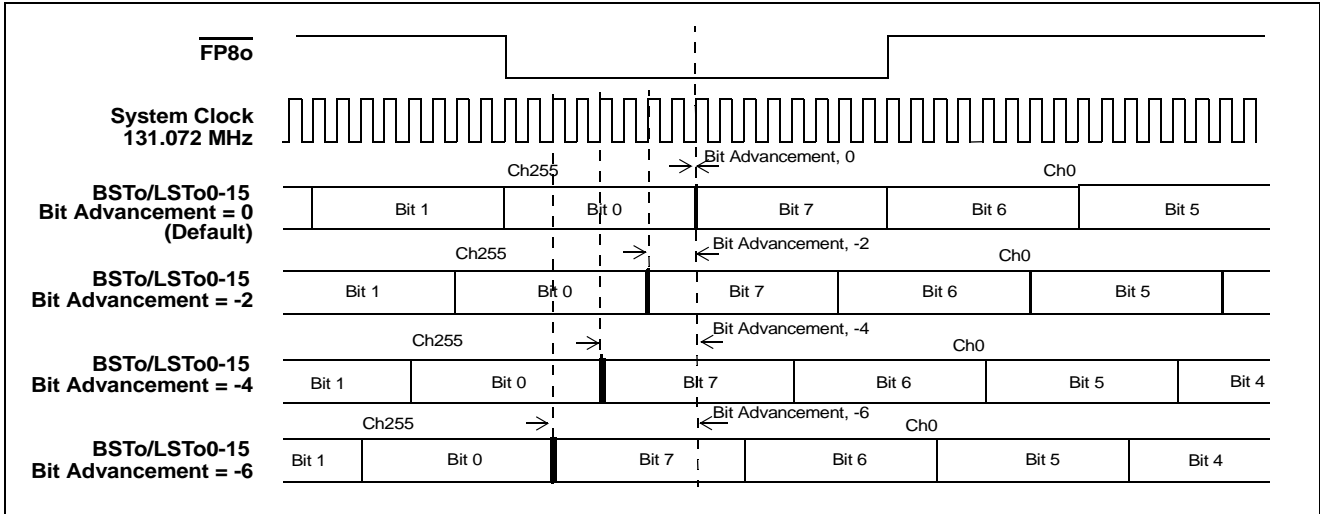 FP8o
System Clock
131.072 MHz
Bit Advancement, 0
Ch255
Ch0
BSTo/LSTo0-15
Bit Advancement = 0
(Default)
Bit 1
Bit 0
Bit 7
Bit 6
Bit 5
Bit Advancement, -2
Ch255
Ch0
BSTo/LSTo0-15
Bit Advancement = -2
Bit 1
Bit 0
Bit 7
Bit 6
Bit 5
Bit Advancement, -4
Ch255
Ch0
BSTo/LSTo0-15
Bit Advancement = -4
Bit 1
Bit 0
Bit 7
Bit 6
Bit 5
Bit 4
Bit Advancement, -6
Ch255
Ch0
BSTo/LSTo0-15
Bit Advancement = -6
Bit 1
Bit 0
Bit 7
Bit 6
Bit 5
Bit 4